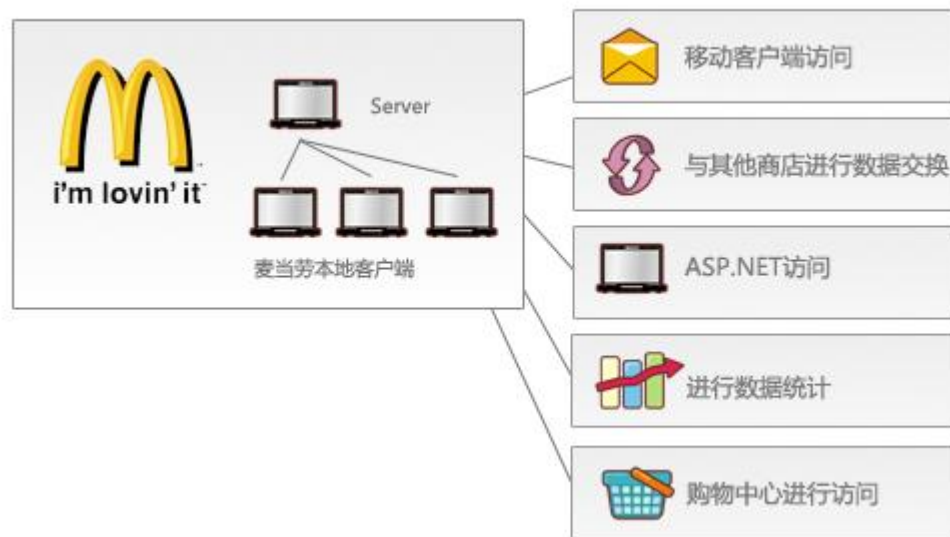 i'm lovin' it
Server
麦当劳本地客户端
移动客户端访问
与其他商店进行数据交换
ASP.NET访问
进行数据统计
购物中心进行访问